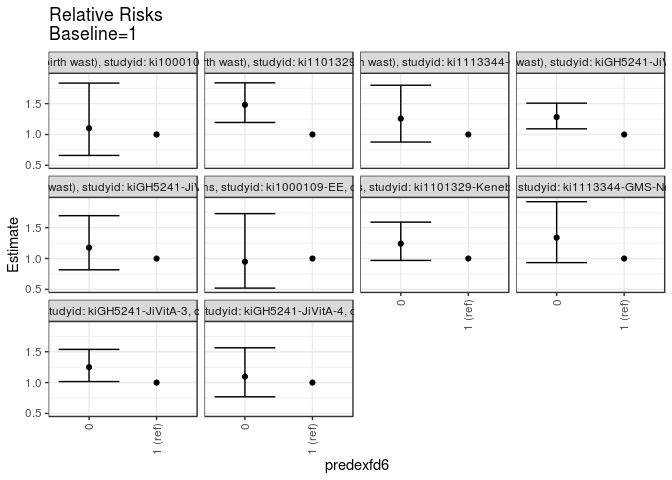 Relative Risks
Baseline=1
birth wast), studyid: ki100010
rth wast), studyid: ki1101329
wast), studyid: ki1113344-
wast), studyid: kiGH5241-JiV
1.5
1.0
0.5
wast), studyid: kiGH5241-JiV
studyid: ki1000109-EE, d
studyid: ki1101329-Keneb
studyid: ki1113344-GMS-N
1.5
1.0
0.5
0
1 (ref)
0
1 (ref)
tudyid: kiGH5241-JiVitA-3, c
tudyid: kiGH5241-JiVitA-4, c
1.5
1.0
0.5
0
1 (ref)
0
1 (ref)
Estimate
predexfd6